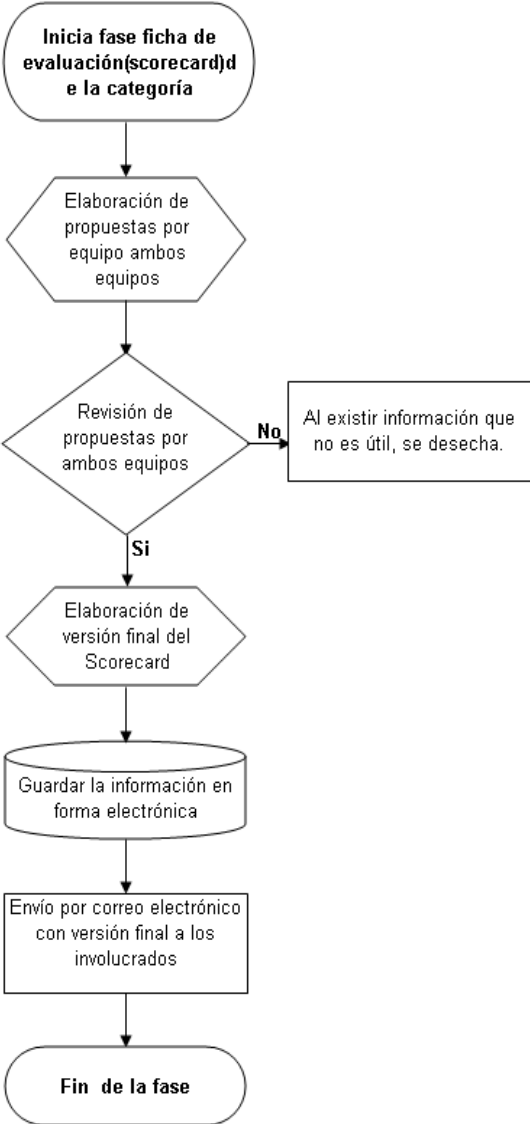 Inicia fase ficha de
evaluación(scorecard)d
e la categoría
Elaboración de
propuestas por
equipo ambos
equipos
Revisión de
propuestas por
ambos equipos
No
Al existir información que
no es útil, se desecha.
Si
Elaboración de
versión final del
Scorecard
Guardar la información en
forma electrónica
Envío por correo electrónico
con versión final a los
involucrados
Fin de la fase